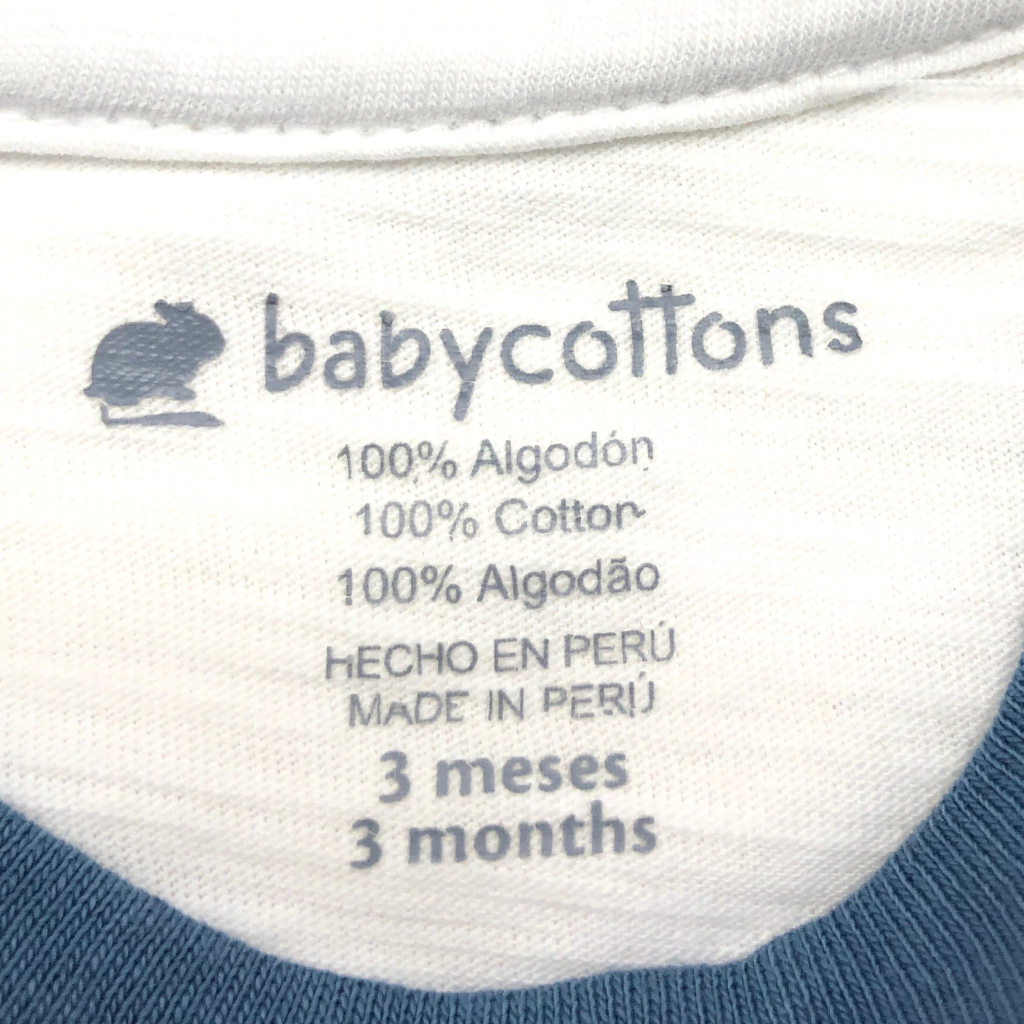 babycottons
100% Algodón
100% Cotton
100% Algodão
HECHO EN PERÚ
MADE IN PERÚ
3 meses
3 months